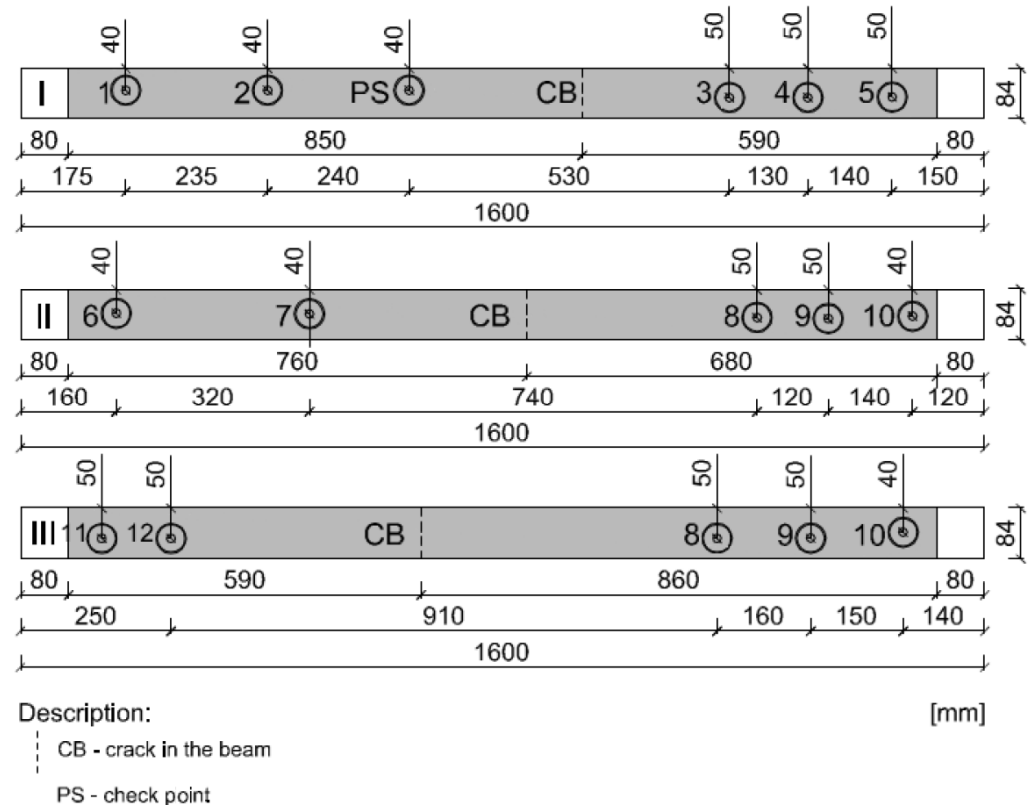 40 40 40 50 50 50
I 1 2 PS CB 3 4 5 84
80 850 590 80
175 235 240 530 130 140 150
1600
40 40 50 50 40
II 6 7 CB 8 9 10 84
80 760 680 80
160 320 740 120 140 120
1600
50 50 50 50 40
III 11 12 CB 8 9 10 84
80 590 860 80
250 910 160 150 140
1600
Description: [mm]
CB - crack in the beam
PS - check point